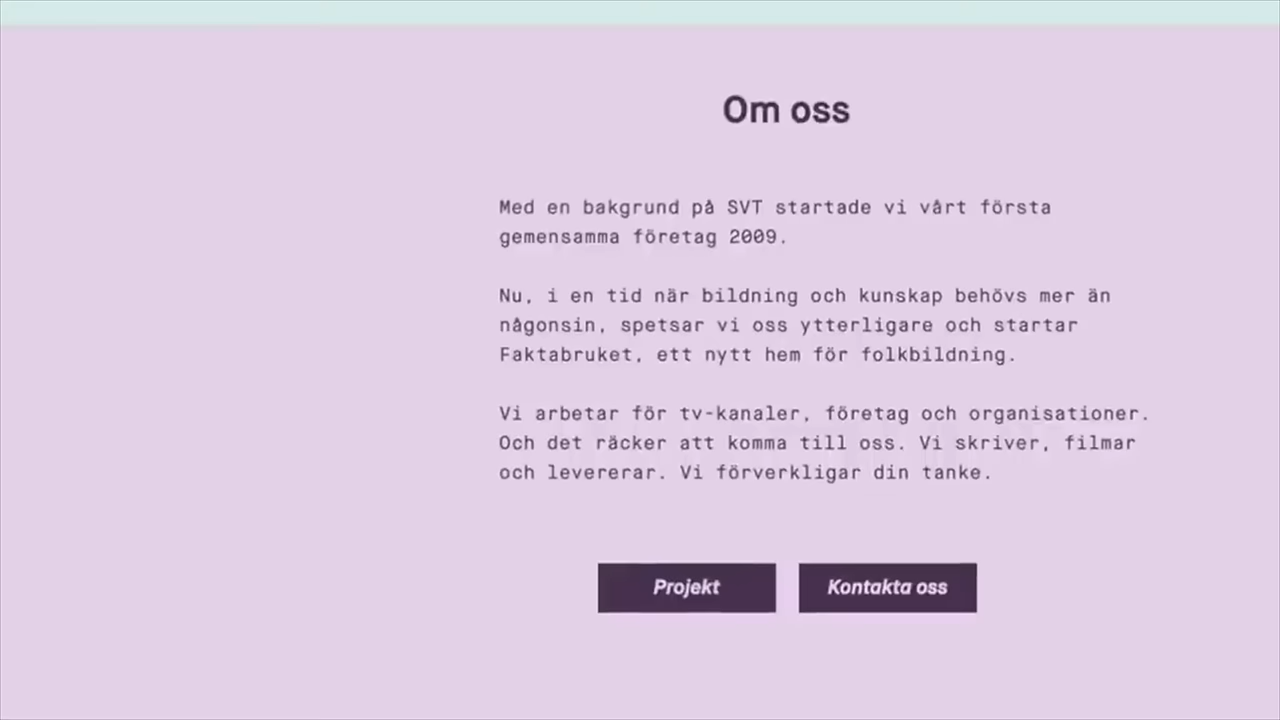 Om oss
Med en bakgrund på SVT startade vi vårt första
gemensamma företag 2009.
Nu, i en tid när bildning och kunskap behövs mer än
någonsin, spetsar vi oss ytterligare och startar
Faktabruket, ett nytt hem för folkbildning.
Vi arbetar för tv-kanaler, företag och organisationer.
Och det räcker att komma till oss. Vi skriver, filmar
och levererar. Vi förverkligar din tanke.
Projekt
Kontakta oss